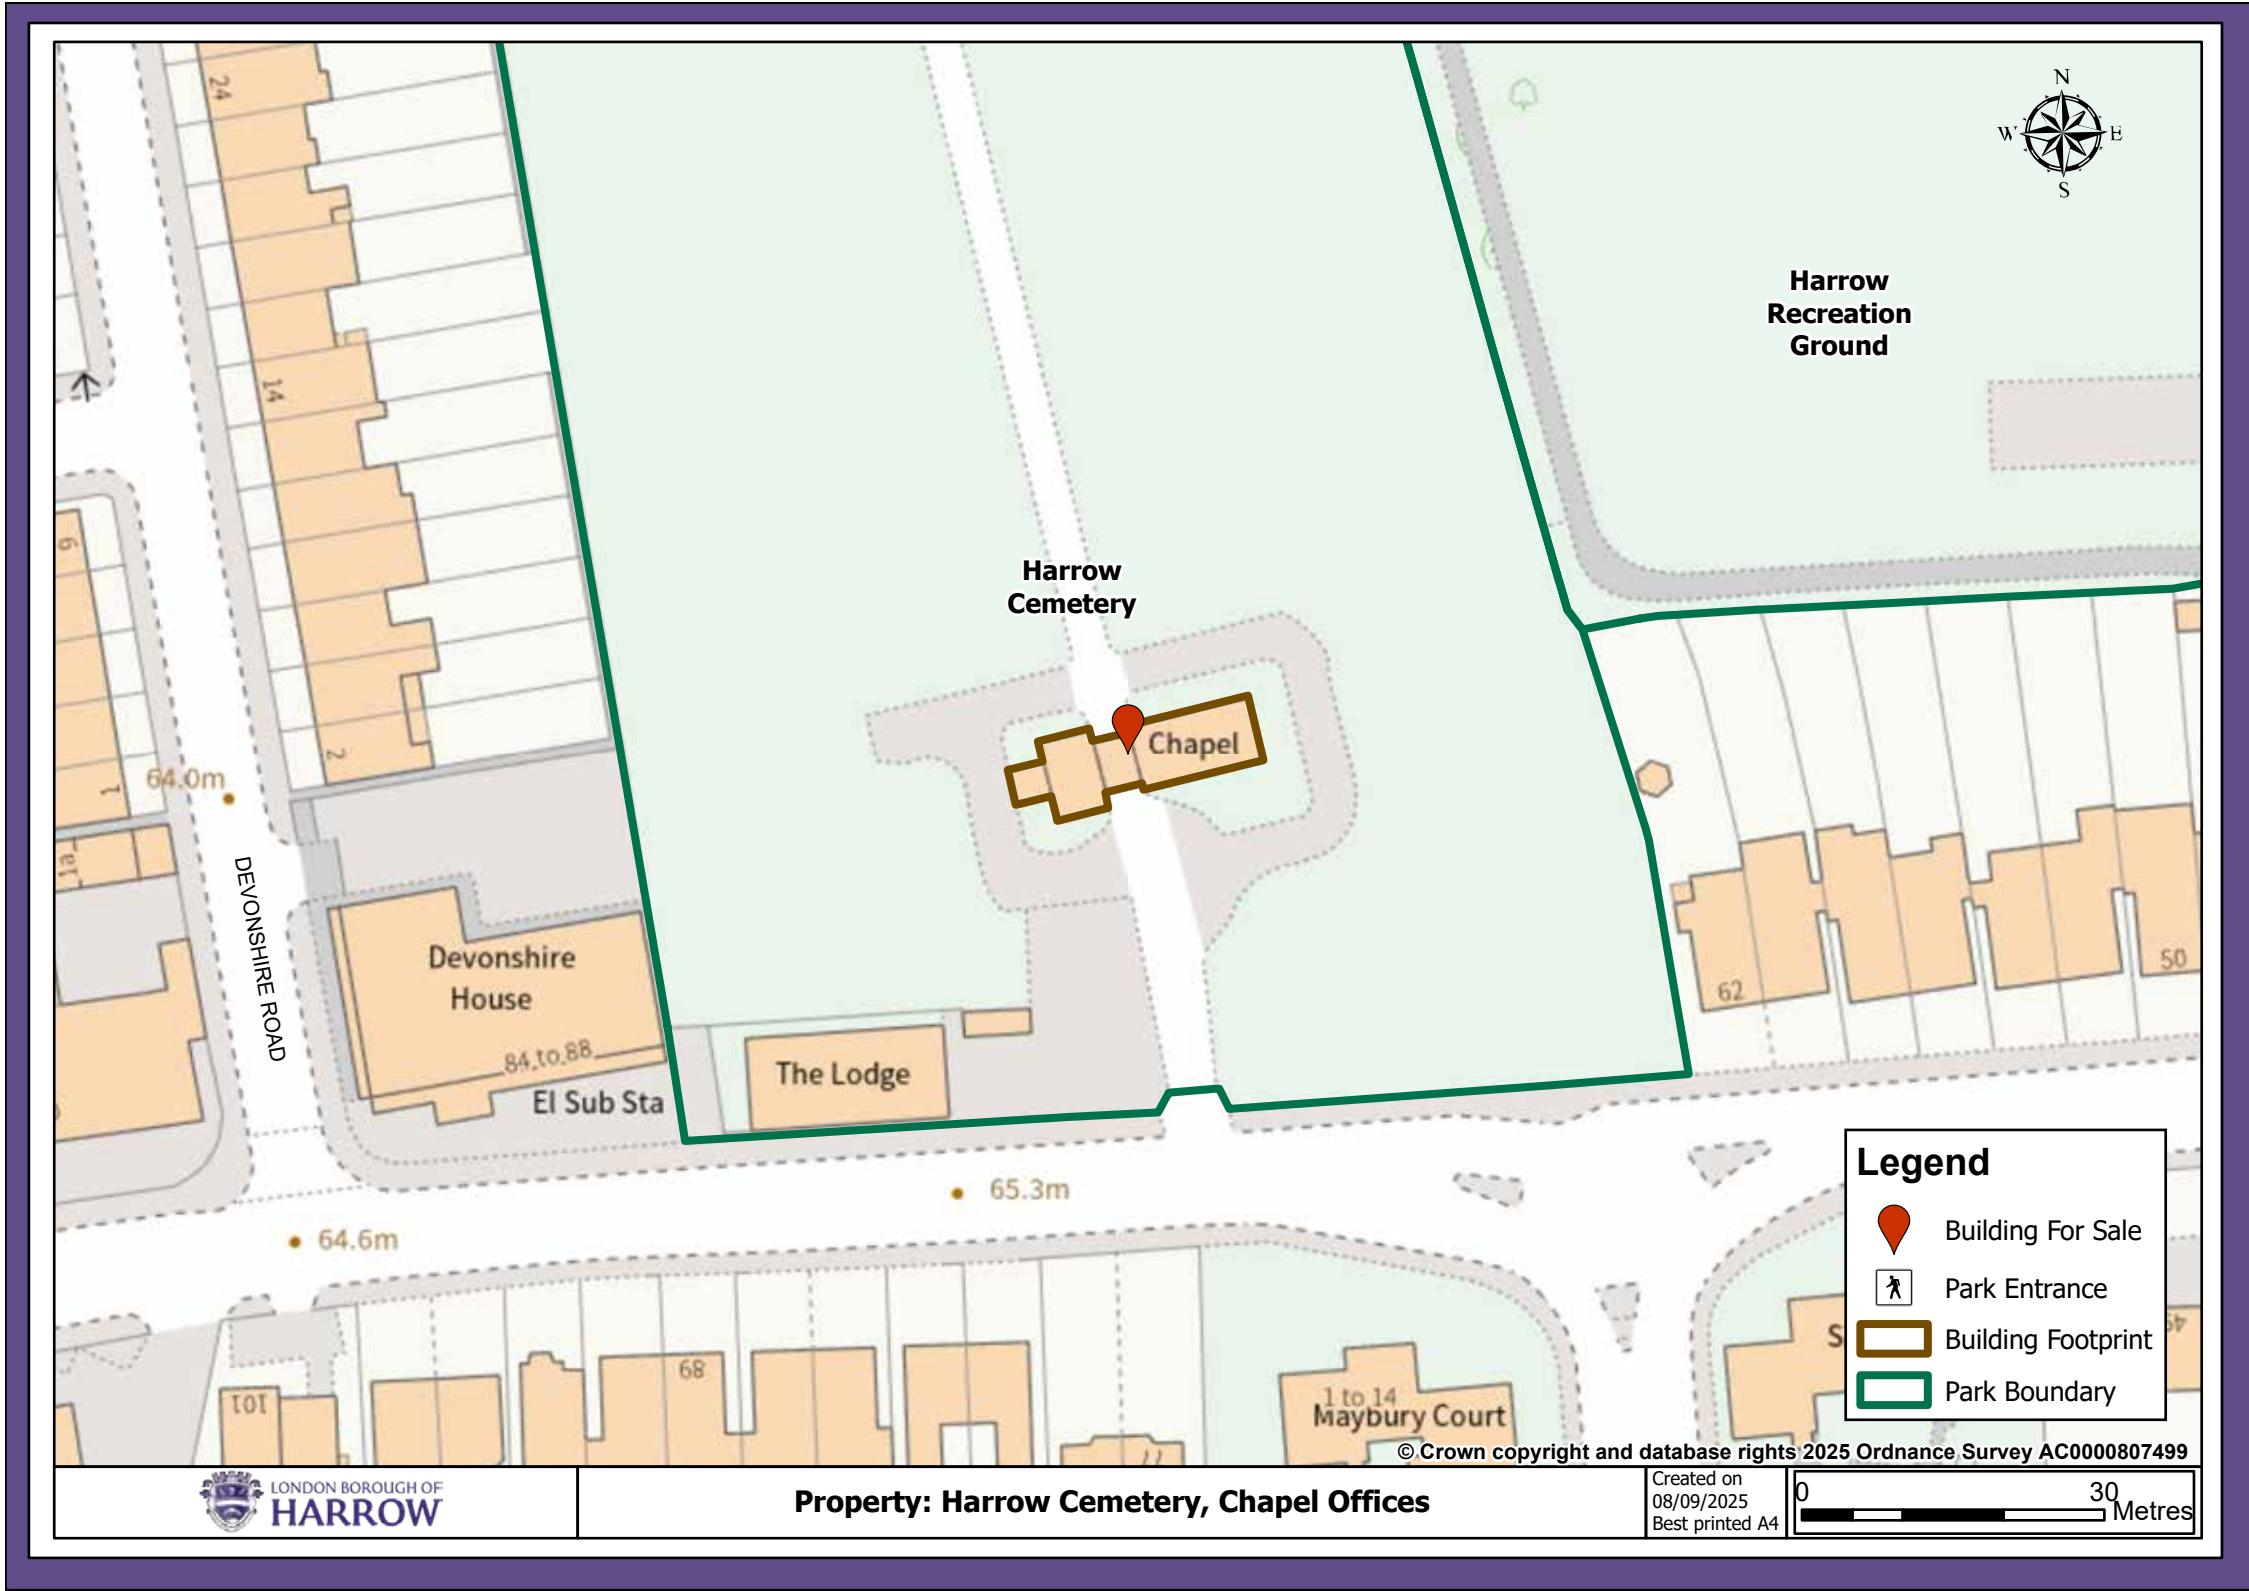 24
N
W
E
S
Harrow
Recreation
Ground
14
6
Harrow
Cemetery
2
Chapel
64.0m
1
1a
DEVONSHIRE ROAD
Devonshire
House
84 to 88
El Sub Sta
The Lodge
62
50
65.3m
64.6m
101
68
1 to 14
Maybury Court
S
49
Legend
Building For Sale
Park Entrance
Building Footprint
Park Boundary
© Crown copyright and database rights 2025 Ordnance Survey AC0000807499
LONDON BOROUGH OF
HARROW
Property: Harrow Cemetery, Chapel Offices
Created on
08/09/2025
Best printed A4
0
30
Metres